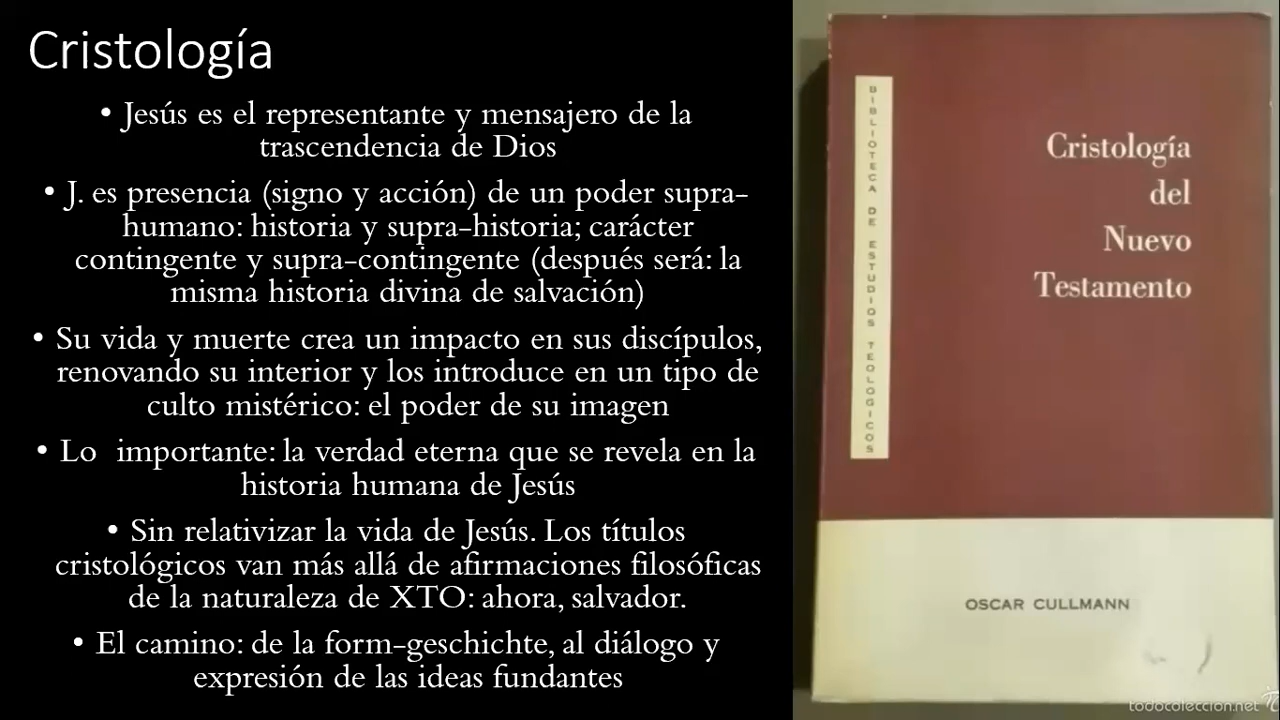 Cristología
• Jesús es el representante y mensajero de la
trascendencia de Dios
• J. es presencia (signo y acción) de un poder supra-
humano: historia y supra-historia; carácter
contingente y supra-contingente (después será: la
misma historia divina de salvación)
• Su vida y muerte crea un impacto en sus discípulos,
renovando su interior y los introduce en un tipo de
culto mistérico: el poder de su imagen
• Lo  importante: la verdad eterna que se revela en la
historia humana de Jesús
• Sin relativizar la vida de Jesús. Los títulos
cristológicos van más allá de afirmaciones filosóficas
de la naturaleza de XTO: ahora, salvador.
• El camino: de la form-geschichte, al diálogo y
expresión de las ideas fundantes
BIBLIOTECA DE ESTUDIOS TEOLOGICOS
Cristología
del
Nuevo
Testamento
OSCAR CULLMANN
todocoleccion.net